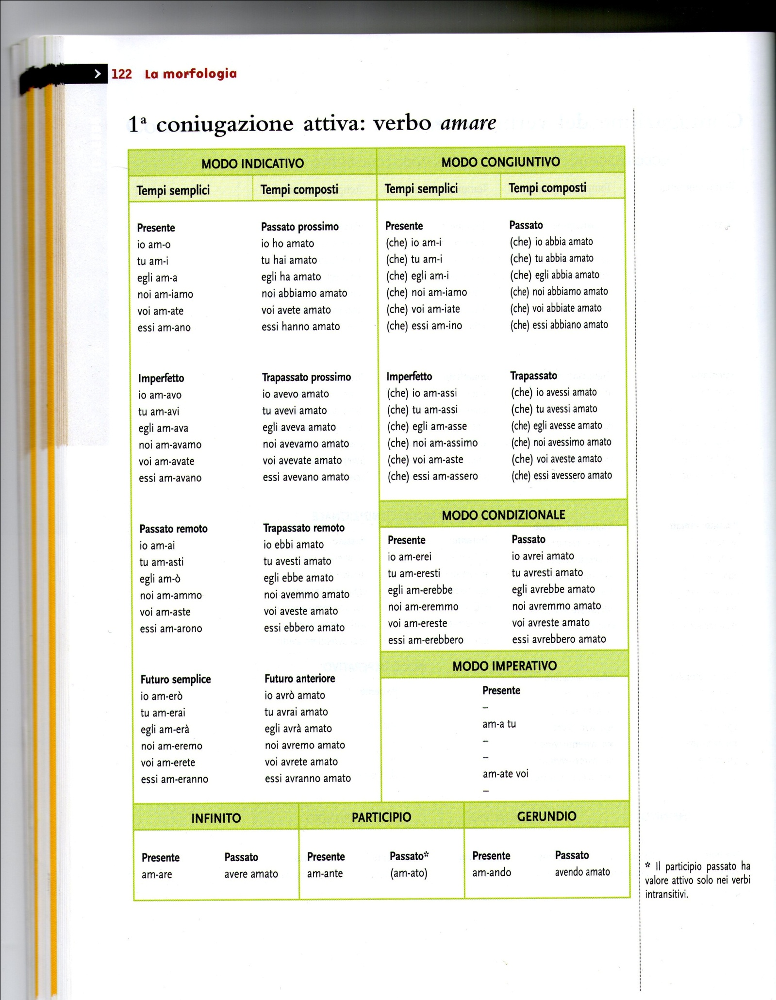 > 122 La morfologia
1ª coniugazione attiva: verbo amare
MODO INDICATIVO
Tempi semplici
Tempi composti
Presente
io am-o
tu am-i
egli am-a
noi am-iamo
voi am-ate
essi am-ano
Passato prossimo
io ho amato
tu hai amato
egli ha amato
noi abbiamo amato
voi avete amato
essi hanno amato
Imperfetto
io am-avo
tu am-avi
egli am-ava
noi am-avamo
voi am-avate
essi am-avano
Trapassato prossimo
io avevo amato
tu avevi amato
egli aveva amato
noi avevamo amato
voi avevate amato
essi avevano amato
Passato remoto
io am-ai
tu am-asti
egli am-ò
noi am-ammo
voi am-aste
essi am-arono
Trapassato remoto
io ebbi amato
tu avesti amato
egli ebbe amato
noi avemmo amato
voi aveste amato
essi ebbero amato
Futuro semplice
io am-erò
tu am-erai
egli am-erà
noi am-eremo
voi am-erete
essi am-eranno
Futuro anteriore
io avrò amato
tu avrai amato
egli avrà amato
noi avremo amato
voi avrete amato
essi avranno amato
MODO CONGIUNTIVO
Tempi semplici
Tempi composti
Presente
(che) io am-i
(che) tu am-i
(che) egli am-i
(che) noi am-iamo
(che) voi am-iate
(che) essi am-ino
Passato
(che) io abbia amato
(che) tu abbia amato
(che) egli abbia amato
(che) noi abbiamo amato
(che) voi abbiate amato
(che) essi abbiano amato
Imperfetto
(che) io am-assi
(che) tu am-assi
(che) egli am-asse
(che) noi am-assimo
(che) voi am-aste
(che) essi am-assero
Trapassato
(che) io avessi amato
(che) tu avessi amato
(che) egli avesse amato
(che) noi avessimo amato
(che) voi aveste amato
(che) essi avessero amato
MODO CONDIZIONALE
Presente
io am-erei
tu am-eresti
egli am-erebbe
noi am-eremmo
voi am-ereste
essi am-erebbero
Passato
io avrei amato
tu avresti amato
egli avrebbe amato
noi avremmo amato
voi avreste amato
essi avrebbero amato
MODO IMPERATIVO
Presente
–
am-a tu
–
–
am-ate voi
–
INFINITO
Presente
am-are
Passato
avere amato
PARTICIPIO
Presente
am-ante
Passato*
(am-ato)
GERUNDIO
Presente
am-ando
Passato
avendo amato
* Il participio passato ha
valore attivo solo nei verbi
intransitivi.